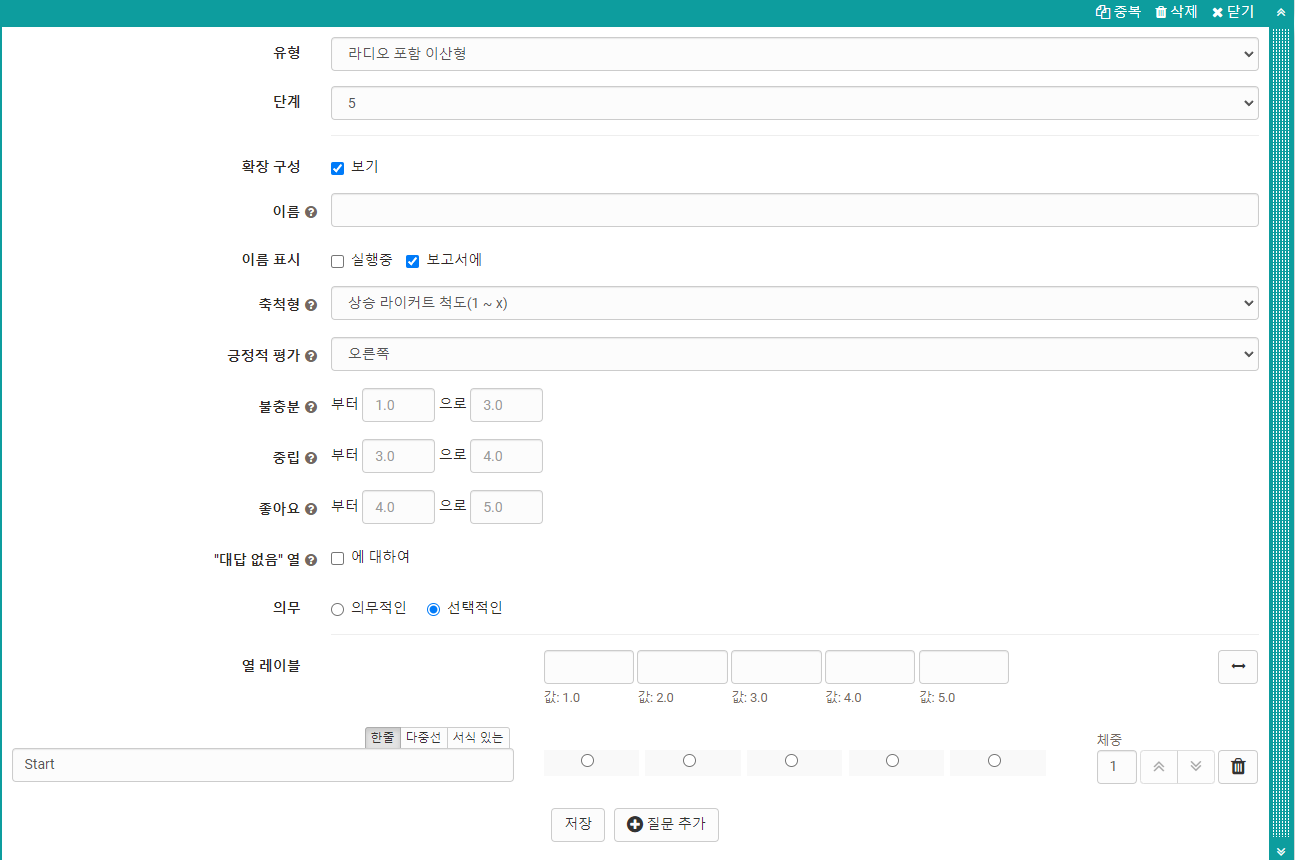 중복 삭제 닫기
유형 라디오 포함 이산형
단계 5
확장 구성 보기
이름
이름 표시 실행중 보고서에
축척형 상승 라이커트 척도(1 ~ x)
긍정적 평가 오른쪽
불충분 부터 1.0 으로 3.0
중립 부터 3.0 으로 4.0
좋아요 부터 4.0 으로 5.0
"대답 없음" 열 에 대하여
의무 의무적인 선택적인
열 레이블
값: 1.0 값: 2.0 값: 3.0 값: 4.0 값: 5.0
한줄 다중선 서식 있는 체중
Start 1
저장 질문 추가